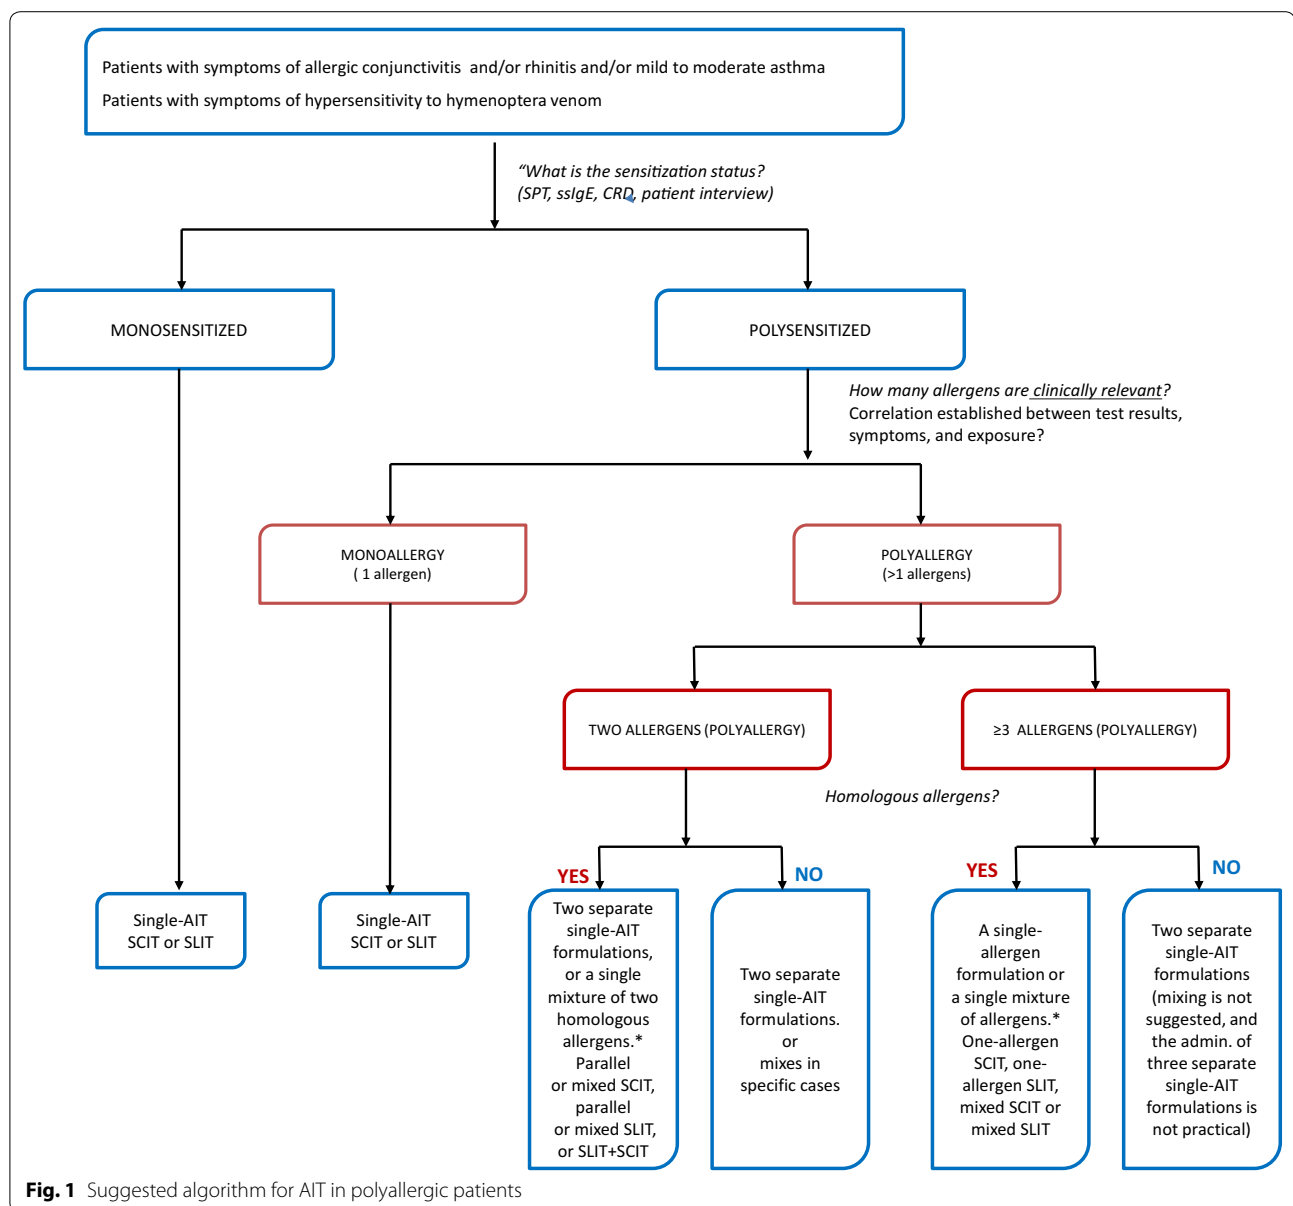 Patients with symptoms of allergic conjunctivitis and/or rhinitis and/or mild to moderate asthma
Patients with symptoms of hypersensitivity to hymenoptera venom
“What is the sensitization status?
(SPT, ssIgE, CRD, patient interview)
MONOSENSITIZED
POLYSENSITIZED
How many allergens are clinically relevant?
Correlation established between test results,
symptoms, and exposure?
MONOALLERGY
( 1 allergen)
POLYALLERGY
(>1 allergens)
TWO ALLERGENS (POLYALLERGY)
≥3 ALLERGENS (POLYALLERGY)
Homologous allergens?
YES
NO
YES
NO
Single-AIT
SCIT or SLIT
Single-AIT
SCIT or SLIT
Two separate
single-AIT
formulations,
or a single
mixture of two
homologous
allergens.*
Parallel
or mixed SCIT,
parallel
or mixed SLIT,
or SLIT+SCIT
Two separate
single-AIT
formulations.
or
mixes in
specific cases
A single-
allergen
formulation or
a single mixture
of allergens.*
One-allergen
SCIT, one-
allergen SLIT,
mixed SCIT or
mixed SLIT
Two separate
single-AIT
formulations
(mixing is not
suggested, and
the admin. of
three separate
single-AIT
formulations is
not practical)
Fig. 1 Suggested algorithm for AIT in polyallergic patients